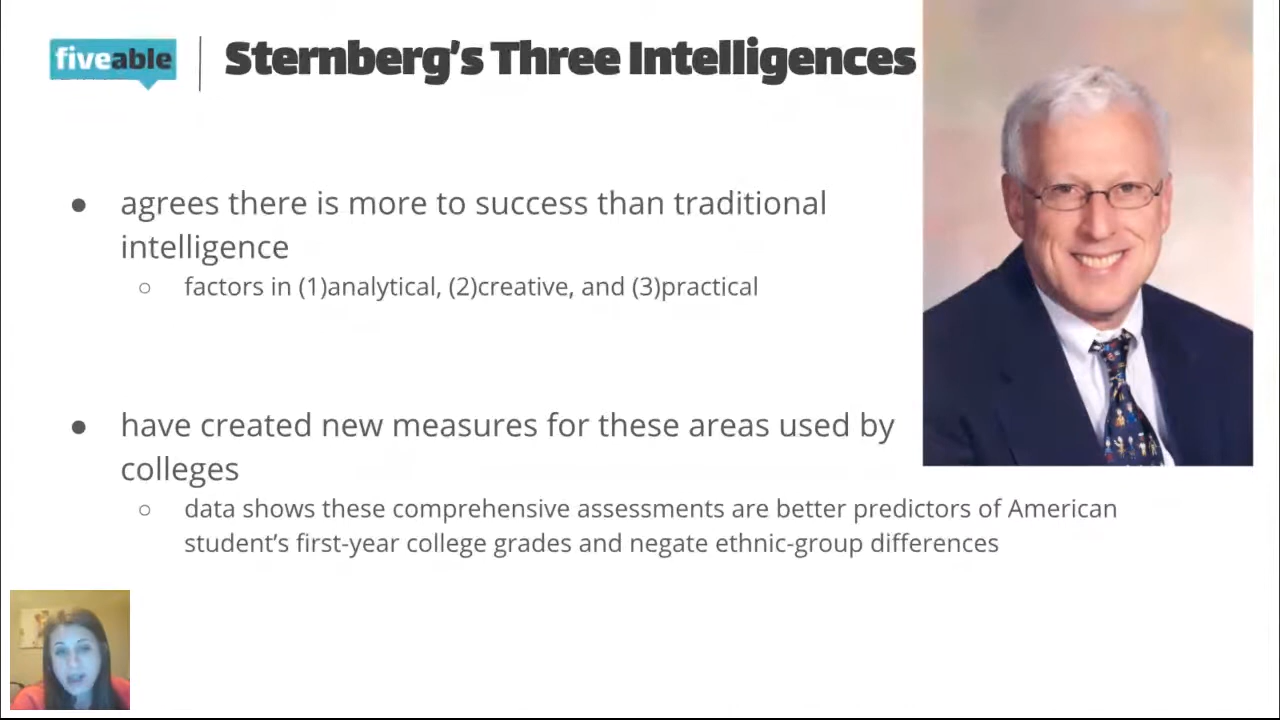 fiveable
Sternberg's Three Intelligences
● agrees there is more to success than traditional
intelligence
○ factors in (1)analytical, (2)creative, and (3)practical
● have created new measures for these areas used by
colleges
○ data shows these comprehensive assessments are better predictors of American
student's first-year college grades and negate ethnic-group differences